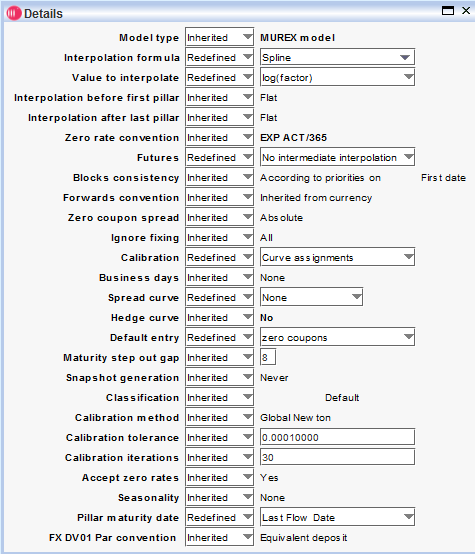 Details
Model type Inherited MUREX model
Interpolation formula Redefined Spline
Value to interpolate Redefined log(factor)
Interpolation before first pillar Inherited Flat
Interpolation after last pillar Inherited Flat
Zero rate convention Inherited EXP ACT/365
Futures Redefined No intermediate interpolation
Blocks consistency Inherited According to priorities on First date
Forwards convention Inherited Inherited from currency
Zero coupon spread Inherited Absolute
Ignore fixing Inherited All
Calibration Redefined Curve assignments
Business days Inherited None
Spread curve Redefined None
Hedge curve Inherited No
Default entry Redefined zero coupons
Maturity step out gap Inherited 8
Snapshot generation Inherited Never
Classification Inherited Default
Calibration method Inherited Global New ton
Calibration tolerance Inherited 0.00010000
Calibration iterations Inherited 30
Accept zero rates Inherited Yes
Seasonality Inherited None
Pillar maturity date Redefined Last Flow Date
FX DV01 Par convention Inherited Equivalent deposit